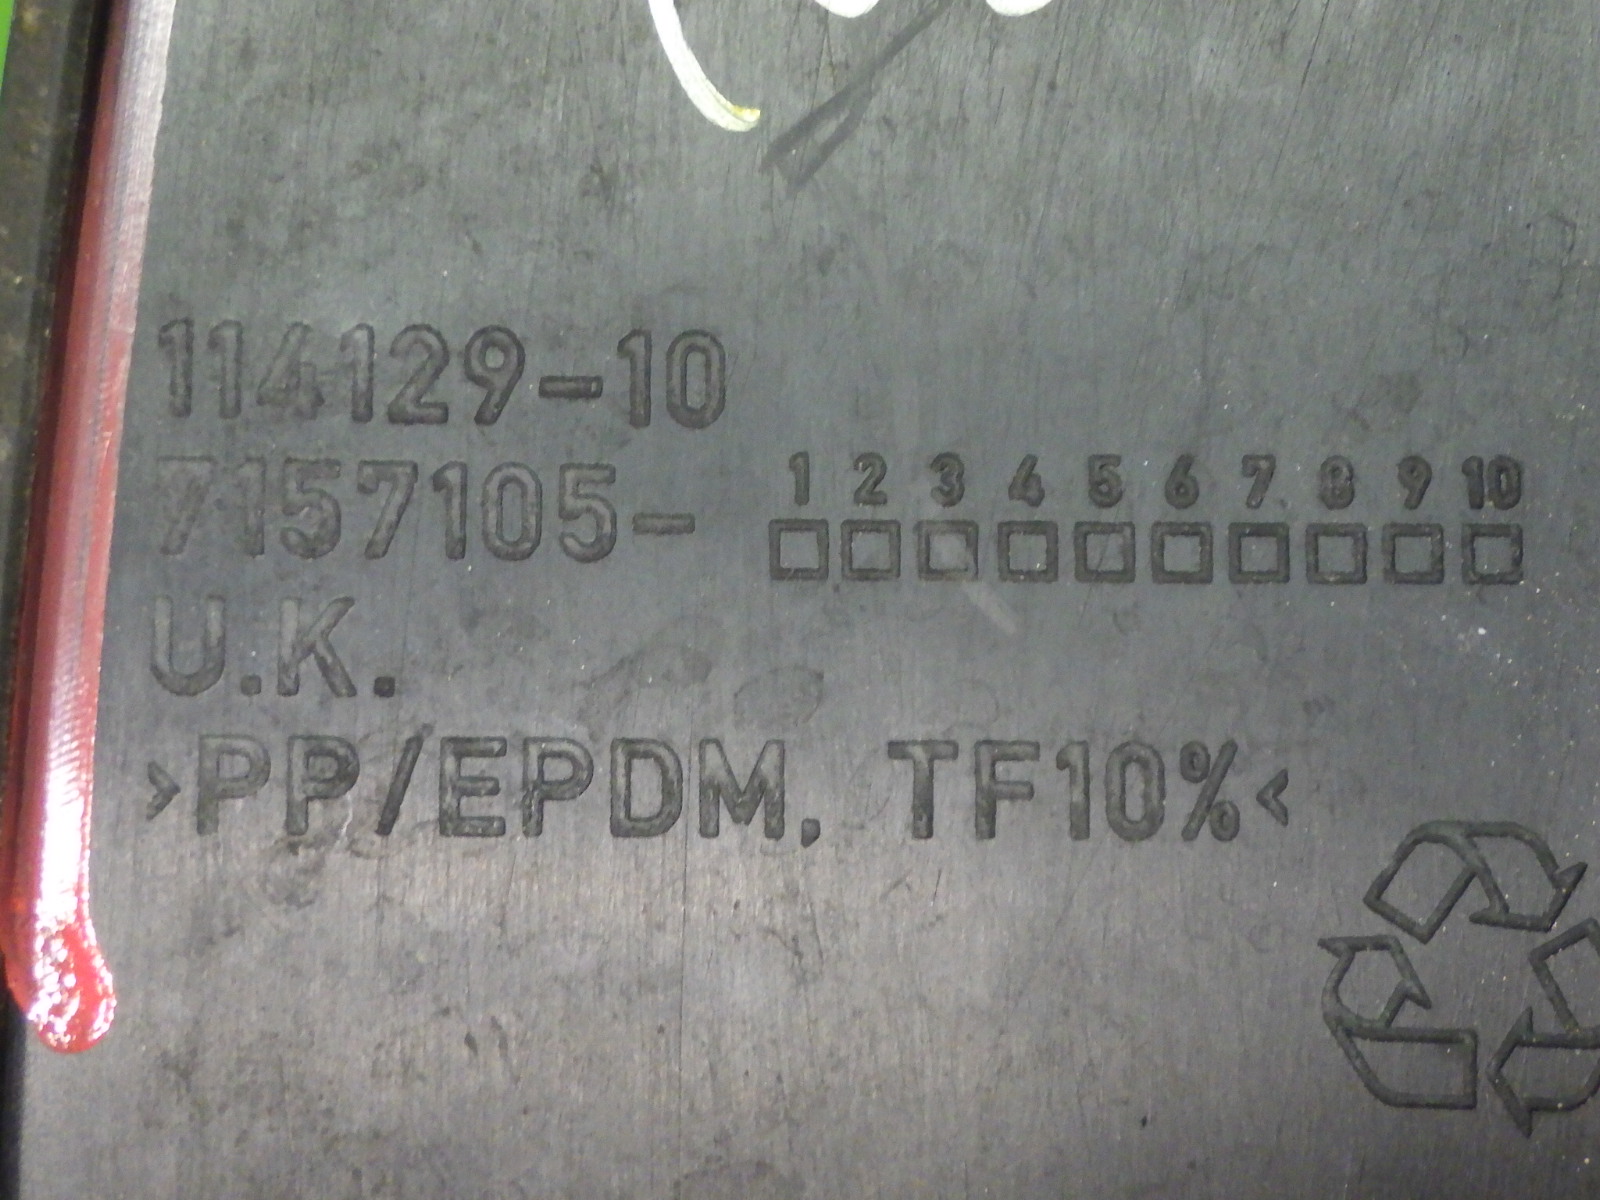 114129-10
7157105- 1 2 3 4 5 6 7 8 9 10
U.K.
>PP/EPDM, TF10%<